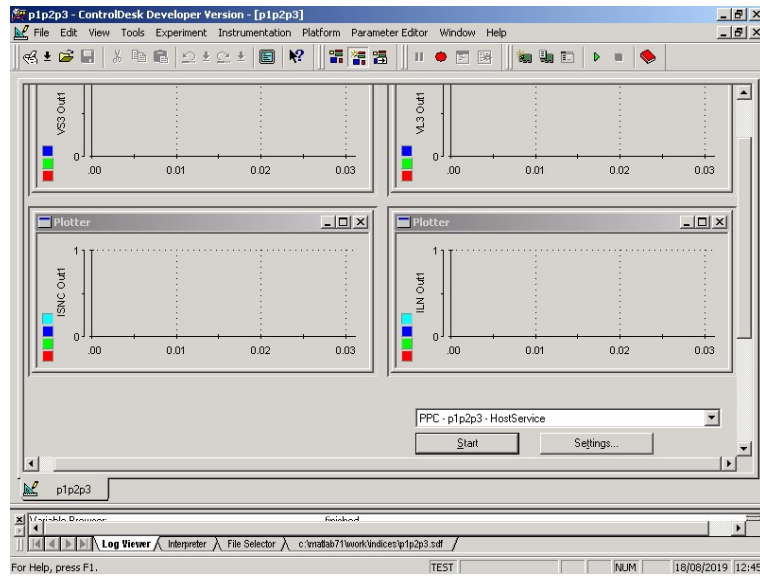 p1p2p3 - ControlDesk Developer Version - [p1p2p3]
File Edit View Tools Experiment Instrumentation Platform Parameter Editor Window Help
VS3 Out1
0
.00 0.01 0.02 0.03
VL3 Out1
0
.00 0.01 0.02 0.03
Plotter
ISNC Out1
1
0
.00 0.01 0.02 0.03
Plotter
ILN Out1
1
0
.00 0.01 0.02 0.03
PPC - p1p2p3 - HostService
Start Settings...
p1p2p3
Variable Browser: finished
Log Viewer Interpreter File Selector c:\matlab71\work\indices\p1p2p3.sdf
For Help, press F1. TEST NUM 18/08/2019 12:45